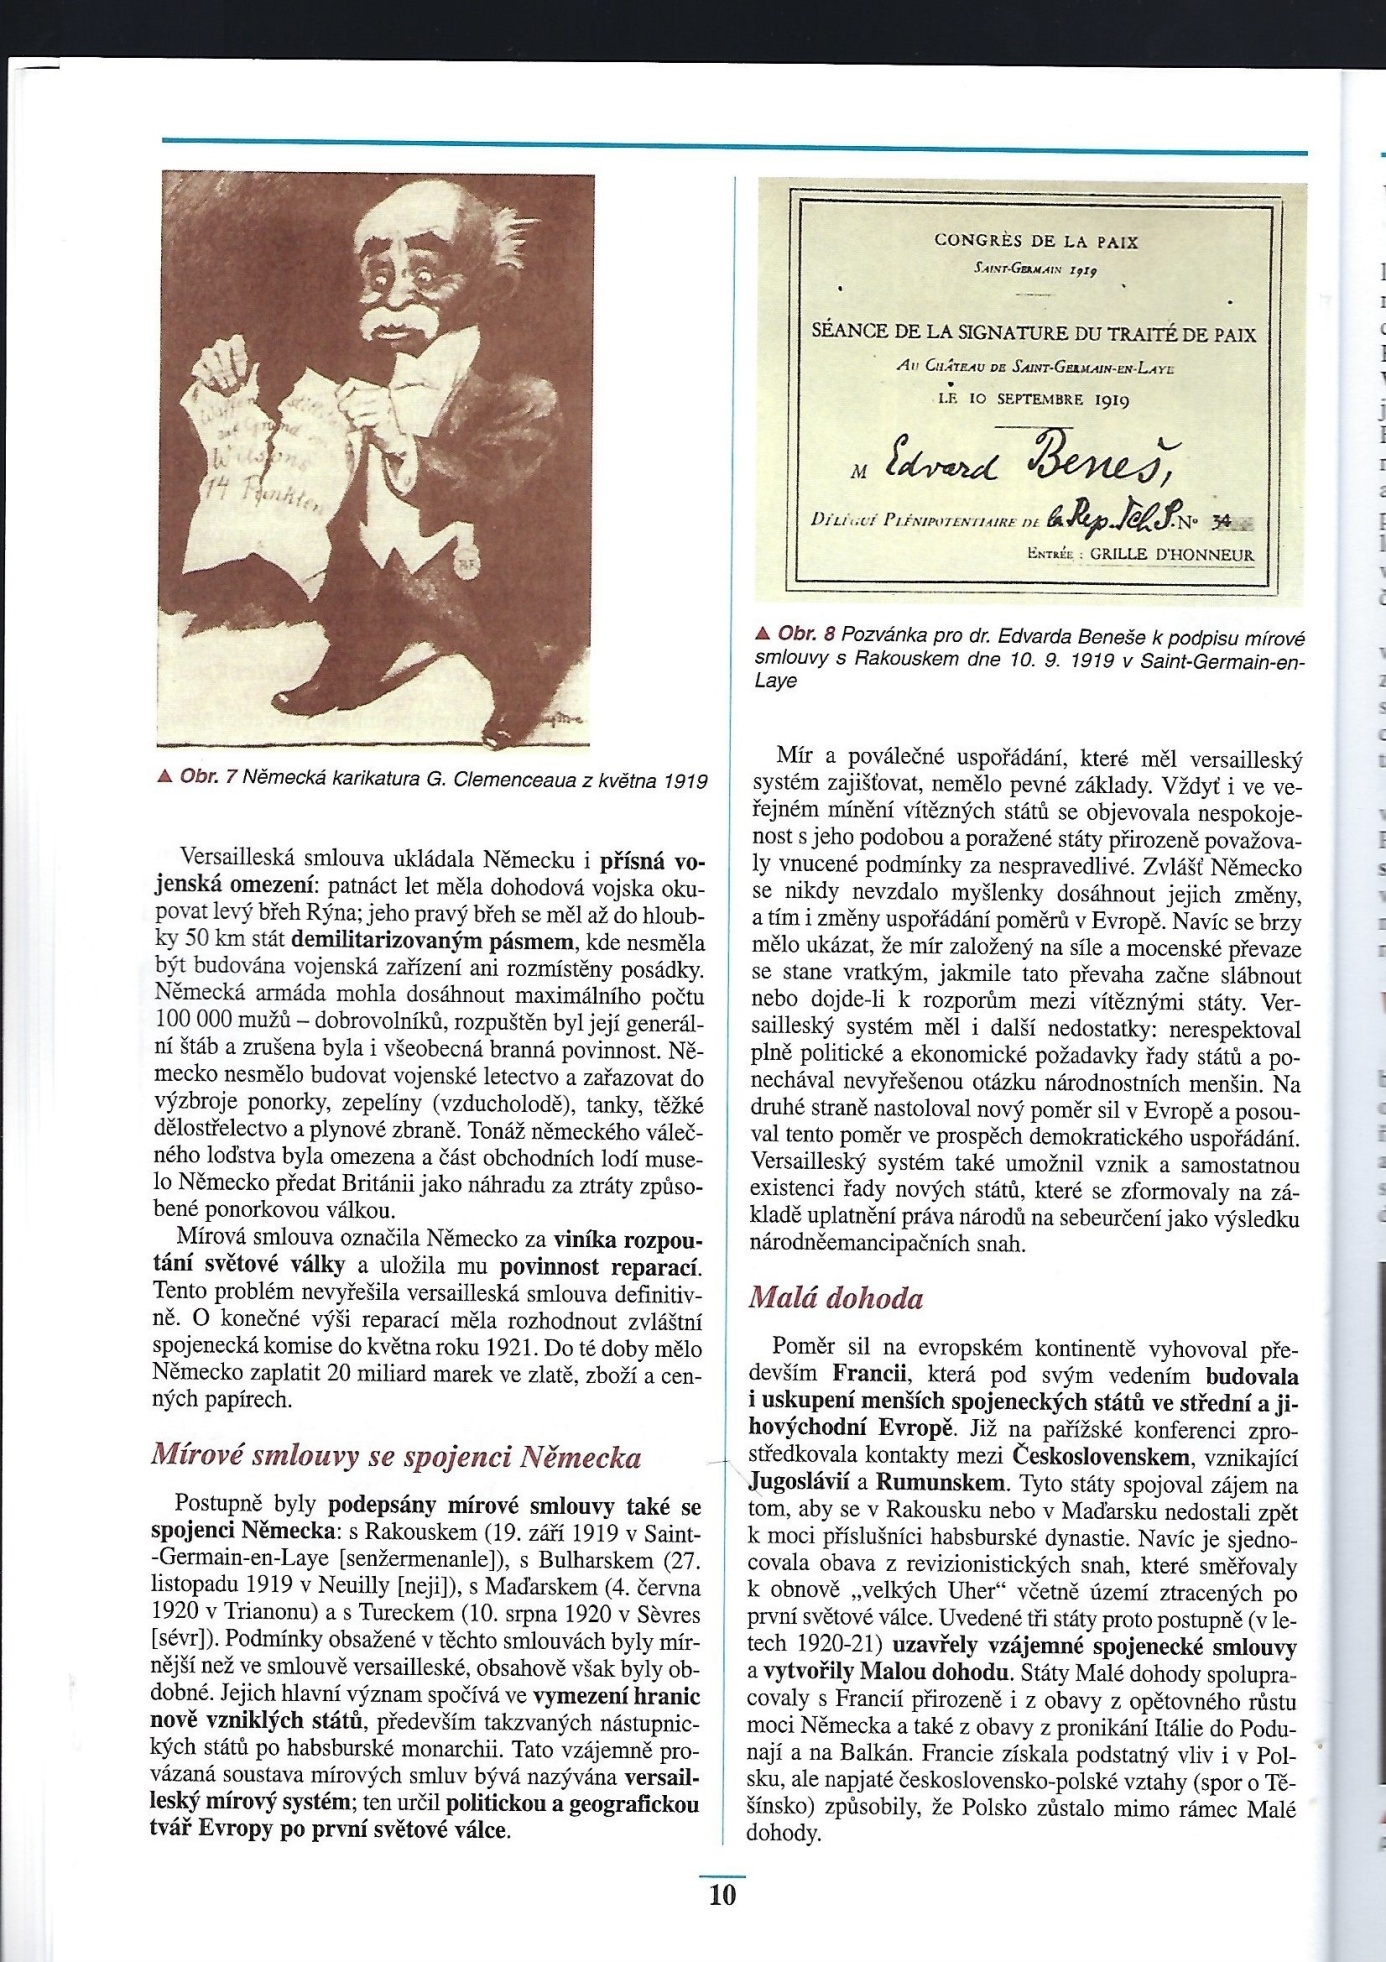 Waffen
auf Grund von
Wilsons
14 Punkten
▲ Obr. 7 Německá karikatura G. Clemenceaua z května 1919
Versailleská smlouva ukládala Německu i přísná vo-
jenská omezení: patnáct let měla dohodová vojska oku-
povat levý břeh Rýna; jeho pravý břeh se měl až do hloub-
ky 50 km stát demilitarizovaným pásmem, kde nesměla
být budována vojenská zařízení ani rozmístěny posádky.
Německá armáda mohla dosáhnout maximálního počtu
100 000 mužů – dobrovolníků, rozpuštěn byl její generál-
ní štáb a zrušena byla i všeobecná branná povinnost. Ně-
mecko nesmělo budovat vojenské letectvo a zařazovat do
výzbroje ponorky, zepelíny (vzducholodě), tanky, těžké
dělostřelectvo a plynové zbraně. Tonáž německého váleč-
ného loďstva byla omezena a část obchodních lodí muse-
lo Německo předat Británii jako náhradu za ztráty způso-
bené ponorkovou válkou.
Mírová smlouva označila Německo za viníka rozpou-
tání světové války a uložila mu povinnost reparací.
Tento problém nevyřešila versailleská smlouva definitiv-
ně. O konečné výši reparací měla rozhodnout zvláštní
spojenecká komise do května roku 1921. Do té doby mělo
Německo zaplatit 20 miliard marek ve zlatě, zboží a cen-
ných papírech.
Mírové smlouvy se spojenci Německa
Postupně byly podepsány mírové smlouvy také se
spojenci Německa: s Rakouskem (19. září 1919 v Saint-
-Germain-en-Laye [senžermenanle]), s Bulharskem (27.
listopadu 1919 v Neuilly [neji]), s Maďarskem (4. června
1920 v Trianonu) a s Tureckem (10. srpna 1920 v Sèvres
[sévr]). Podmínky obsažené v těchto smlouvách byly mír-
nější než ve smlouvě versailleské, obsahově však byly ob-
dobné. Jejich hlavní význam spočívá ve vymezení hranic
nově vzniklých států, především takzvaných nástupnic-
kých států po habsburské monarchii. Tato vzájemně pro-
vázaná soustava mírových smluv bývá nazývána versail-
leský mírový systém; ten určil politickou a geografickou
tvář Evropy po první světové válce.
CONGRÈS DE LA PAIX
SAINT-GERMAIN 1919
SÉANCE DE LA SIGNATURE DU TRAITÉ DE PAIX
AU CHÂTEAU DE SAINT-GERMAIN-EN-LAYE
LE 10 SEPTEMBRE 1919
M Edvard Beneš,
DÉLÉGUÉ PLÉNIPOTENTIAIRE DE la Rep. Tch. S. Nº 34
ENTRÉE : GRILLE D'HONNEUR
▲ Obr. 8 Pozvánka pro dr. Edvarda Beneše k podpisu mírové
smlouvy s Rakouskem dne 10. 9. 1919 v Saint-Germain-en-
Laye
Mír a poválečné uspořádání, které měl versailleský
systém zajišťovat, nemělo pevné základy. Vždyť i ve ve-
řejném mínění vítězných států se objevovala nespokoje-
nost s jeho podobou a poražené státy přirozeně považova-
ly vnucené podmínky za nespravedlivé. Zvlášť Německo
se nikdy nevzdalo myšlenky dosáhnout jejich změny,
a tím i změny uspořádání poměrů v Evropě. Navíc se brzy
mělo ukázat, že mír založený na síle a mocenské převaze
se stane vratkým, jakmile tato převaha začne slábnout
nebo dojde-li k rozporům mezi vítěznými státy. Ver-
sailleský systém měl i další nedostatky: nerespektoval
plně politické a ekonomické požadavky řady států a po-
nechával nevyřešenou otázku národnostních menšin. Na
druhé straně nastoloval nový poměr sil v Evropě a posou-
val tento poměr ve prospěch demokratického uspořádání.
Versailleský systém také umožnil vznik a samostatnou
existenci řady nových států, které se zformovaly na zá-
kladě uplatnění práva národů na sebeurčení jako výsledku
národněemancipačních snah.
Malá dohoda
Poměr sil na evropském kontinentě vyhovoval pře-
devším Francii, která pod svým vedením budovala
i uskupení menších spojeneckých států ve střední a ji-
hovýchodní Evropě. Již na pařížské konferenci zpro-
středkovala kontakty mezi Československem, vznikající
Jugoslávií a Rumunskem. Tyto státy spojoval zájem na
tom, aby se v Rakousku nebo v Maďarsku nedostali zpět
k moci příslušníci habsburské dynastie. Navíc je sjedno-
covala obava z revizionistických snah, které směřovaly
k obnově „velkých Uher“ včetně území ztracených po
první světové válce. Uvedené tři státy proto postupně (v le-
tech 1920-21) uzavřely vzájemné spojenecké smlouvy
a vytvořily Malou dohodu. Státy Malé dohody spolupra-
covaly s Francií přirozeně i z obavy z opětovného růstu
moci Německa a také z obavy z pronikání Itálie do Podu-
nají a na Balkán. Francie získala podstatný vliv i v Pol-
sku, ale napjaté československo-polské vztahy (spor o Tě-
šínsko) způsobily, že Polsko zůstalo mimo rámec Malé
dohody.
10